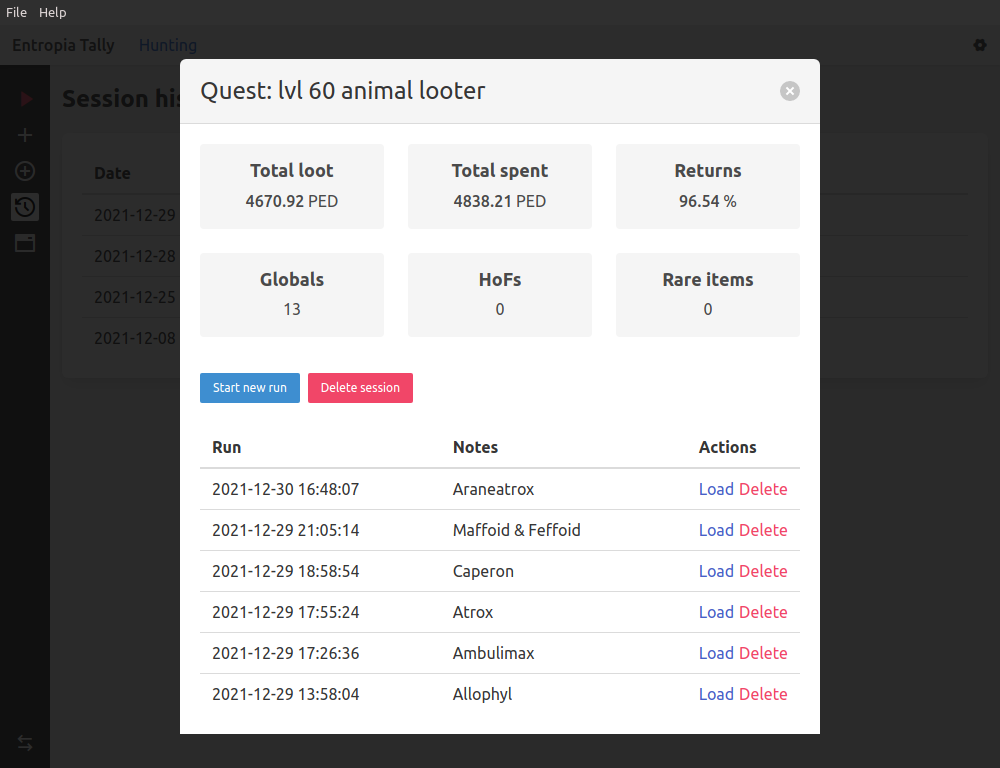 File Help
Entropia Tally Hunting
Session his
Quest: lvl 60 animal looter
Date
2021-12-29
2021-12-28
2021-12-25
2021-12-08
Total loot Total spent Returns
4670.92 PED 4838.21 PED 96.54 %
Globals HoFs Rare items
13 0 0
Start new run Delete session
Run Notes Actions
2021-12-30 16:48:07 Araneatrox Load Delete
2021-12-29 21:05:14 Maffoid & Feffoid Load Delete
2021-12-29 18:58:54 Caperon Load Delete
2021-12-29 17:55:24 Atrox Load Delete
2021-12-29 17:26:36 Ambulimax Load Delete
2021-12-29 13:58:04 Allophyl Load Delete